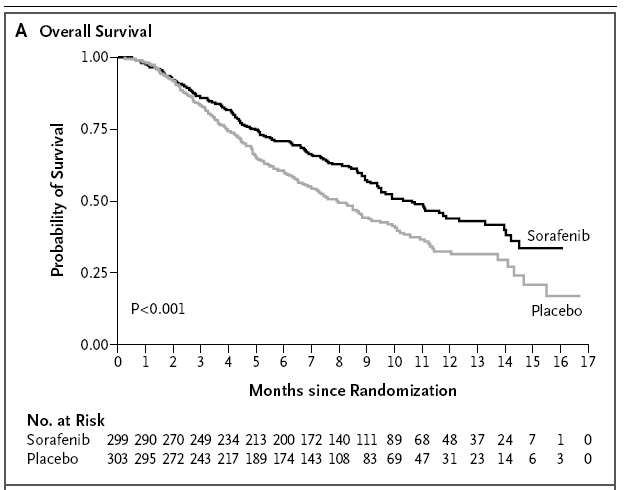 A Overall Survival
1.00
0.75
0.50
0.25
0.00
Probability of Survival
Sorafenib
Placebo
P<0.001
0 1 2 3 4 5 6 7 8 9 10 11 12 13 14 15 16 17
Months since Randomization
No. at Risk
Sorafenib 299 290 270 249 234 213 200 172 140 111 89 68 48 37 24 7 1 0
Placebo 303 295 272 243 217 189 174 143 108 83 69 47 31 23 14 6 3 0